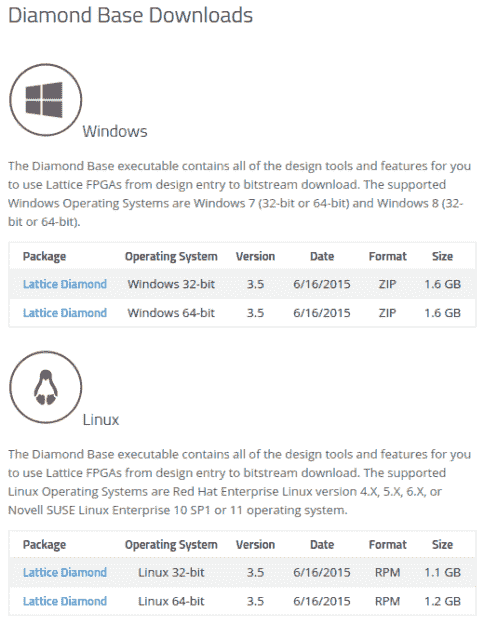 Diamond Base Downloads
Windows
The Diamond Base executable contains all of the design tools and features for you
to use Lattice FPGAs from design entry to bitstream download. The supported
Windows Operating Systems are Windows 7 (32-bit or 64-bit) and Windows 8 (32-
bit or 64-bit).
Package Operating System Version Date Format Size
Lattice Diamond Windows 32-bit 3.5 6/16/2015 ZIP 1.6 GB
Lattice Diamond Windows 64-bit 3.5 6/16/2015 ZIP 1.6 GB
Linux
The Diamond Base executable contains all of the design tools and features for you
to use Lattice FPGAs from design entry to bitstream download. The supported
Linux Operating Systems are Red Hat Enterprise Linux version 4.X, 5.X, 6.X, or
Novell SUSE Linux Enterprise 10 SP1 or 11 operating system.
Package Operating System Version Date Format Size
Lattice Diamond Linux 32-bit 3.5 6/16/2015 RPM 1.1 GB
Lattice Diamond Linux 64-bit 3.5 6/16/2015 RPM 1.2 GB